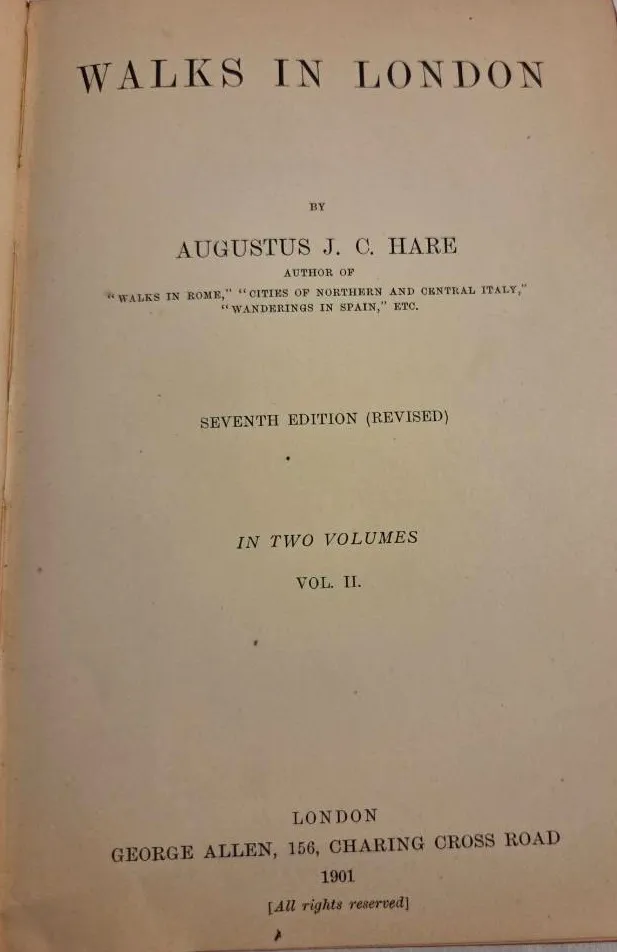 WALKS IN LONDON
BY
AUGUSTUS J. C. HARE
AUTHOR OF
"WALKS IN ROME," "CITIES OF NORTHERN AND CENTRAL ITALY,"
"WANDERINGS IN SPAIN," ETC.
SEVENTH EDITION (REVISED)
IN TWO VOLUMES
VOL. II.
LONDON
GEORGE ALLEN, 156, CHARING CROSS ROAD
1901
[All rights reserved]